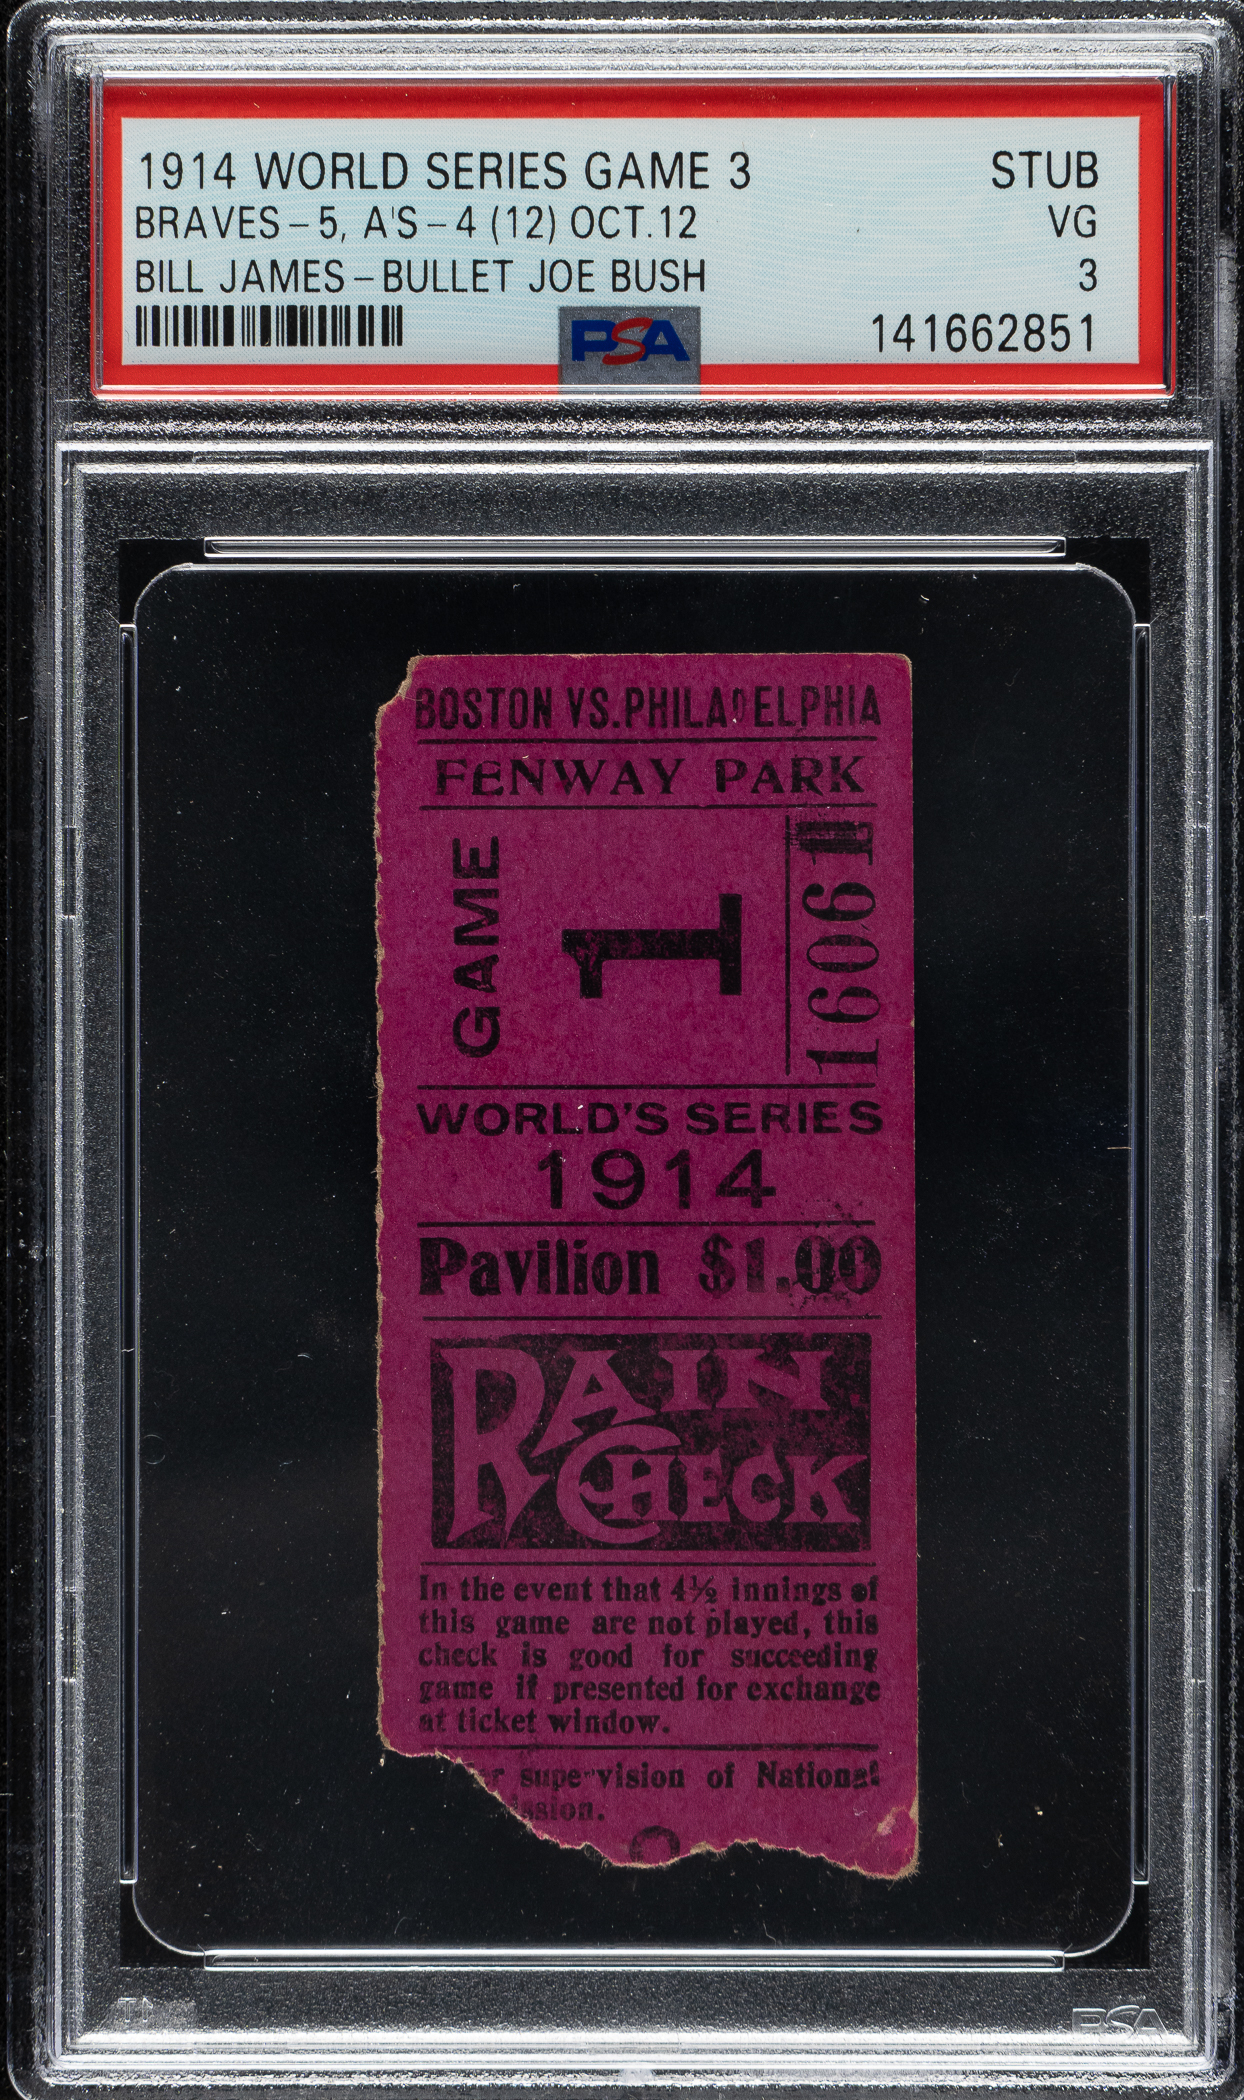 1914 WORLD SERIES GAME 3 STUB
BRAVES-5, A'S-4 (12) OCT.12 VG
BILL JAMES-BULLET JOE BUSH 3
PSA 141662851
BOSTON VS. PHILADELPHIA
FENWAY PARK
GAME 1
16061
WORLD'S SERIES
1914
Pavilion $1.00
RAIN
CHECK
In the event that 4½ innings of
this game are not played, this
check is good for succeeding
game if presented for exchange
at ticket window.
supervision of National
PSA